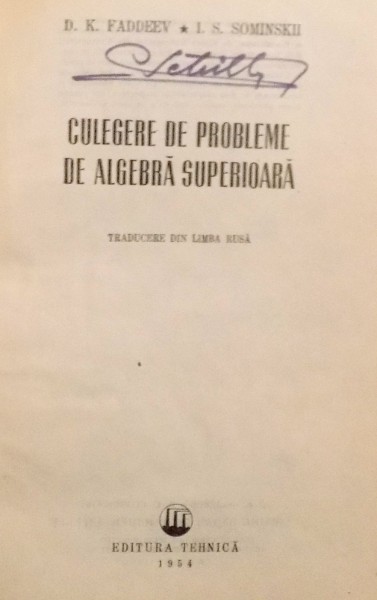 D. K. FADDEEV ★ I. S. SOMINSKII
CULEGERE DE PROBLEME
DE ALGEBRĂ SUPERIOARĂ
TRADUCERE DIN LIMBA RUSĂ
EDITURA TEHNICĂ
1954